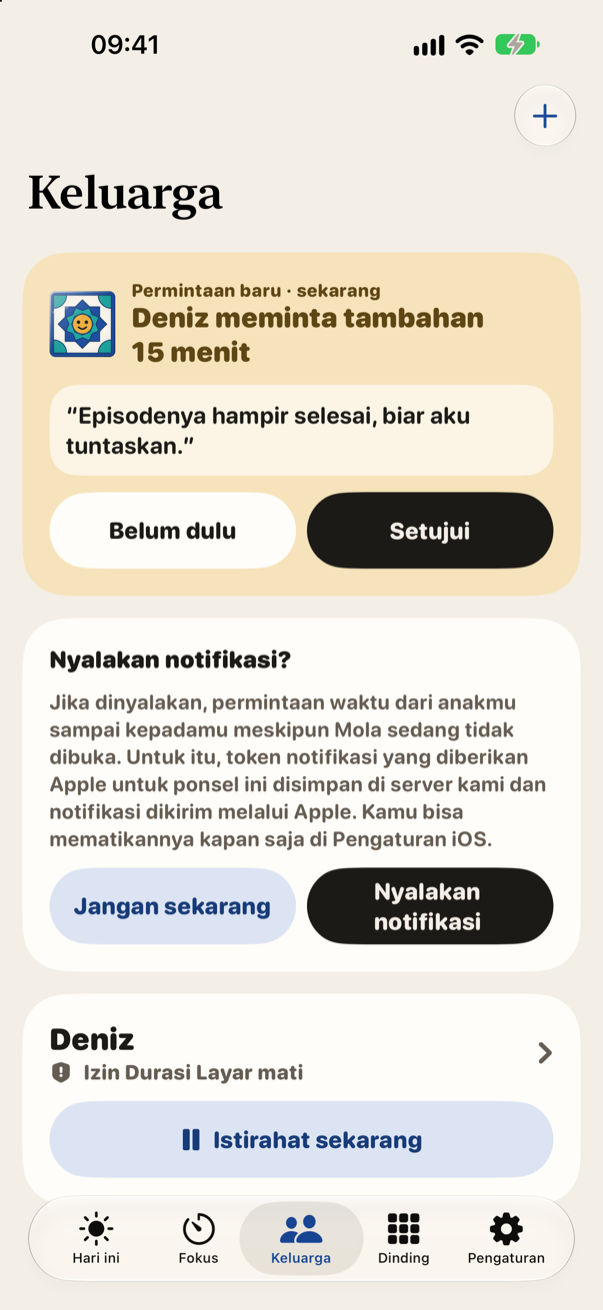 09:41
Keluarga
Permintaan baru · sekarang
Deniz meminta tambahan
15 menit
“Episodenya hampir selesai, biar aku
tuntaskan.”
Belum dulu
Setujui
Nyalakan notifikasi?
Jika dinyalakan, permintaan waktu dari anakmu
sampai kepadamu meskipun Mola sedang tidak
dibuka. Untuk itu, token notifikasi yang diberikan
Apple untuk ponsel ini disimpan di server kami dan
notifikasi dikirim melalui Apple. Kamu bisa
mematikannya kapan saja di Pengaturan iOS.
Jangan sekarang
Nyalakan
notifikasi
Deniz
Izin Durasi Layar mati
Istirahat sekarang
Hari ini
Fokus
Keluarga
Dinding
Pengaturan